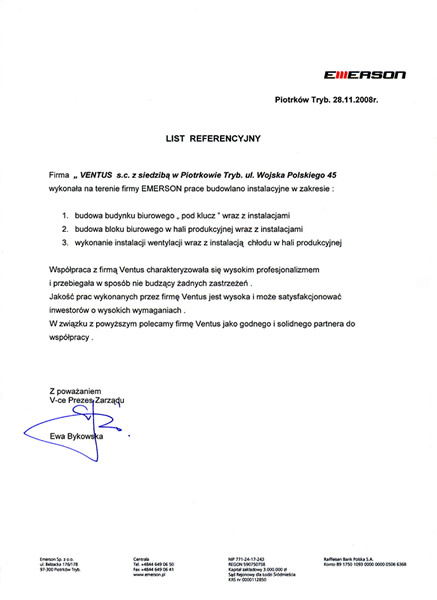 EMERSON
Piotrków Tryb. 28.11.2008r.
LIST REFERENCYJNY
Firma „ VENTUS s.c. z siedzibą w Piotrkowie Tryb. ul. Wojska Polskiego 45
wykonała na terenie firmy EMERSON prace budowlano instalacyjne w zakresie :
1. budowa budynku biurowego „ pod klucz " wraz z instalacjami
2. budowa bloku biurowego w hali produkcyjnej wraz z instalacjami
3. wykonanie instalacji wentylacji wraz z instalacją chłodu w hali produkcyjnej
Współpraca z firmą Ventus charakteryzowała się wysokim profesjonalizmem
i przebiegała w sposób nie budzący żadnych zastrzeżeń .
Jakość prac wykonanych przez firmę Ventus jest wysoka i może satysfakcjonować
inwestorów o wysokich wymaganiach .
W związku z powyższym polecamy firmę Ventus jako godnego i solidnego partnera do
współpracy .
Z poważaniem
V-ce Prezes Zarządu
Ewa Bykowska
Emerson Sp. z o.o.
ul. Belzacka 176/178
97-300 Piotrków Tryb.
Centrala
Tel. +4844 649 06 50
Fax +4844 649 06 41
www.emerson.pl
NIP 771-24-17-243
REGON 590750758
Kapitał zakładowy 3.000.000 zł
Sąd Rejonowy dla Łodzi Śródmieścia
KRS nr 0000112850
Raiffeisen Bank Polska S.A.
Konto 89 1750 1093 0000 0000 0506 6368